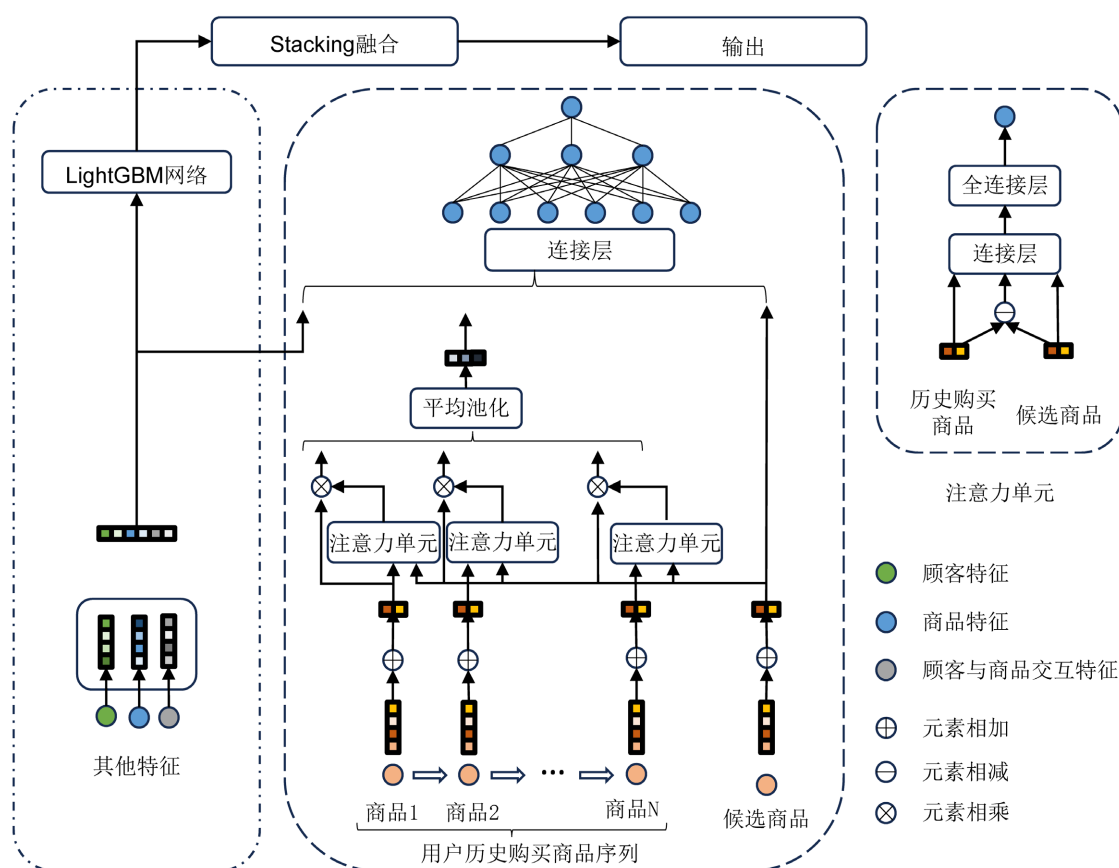 Stacking融合
输出
LightGBM网络
连接层
全连接层
连接层
历史购买
商品
候选商品
注意力单元
平均池化
注意力单元
注意力单元
注意力单元
顾客特征
商品特征
顾客与商品交互特征
元素相加
元素相减
元素相乘
其他特征
商品1
商品2
...
商品N
候选商品
用户历史购买商品序列